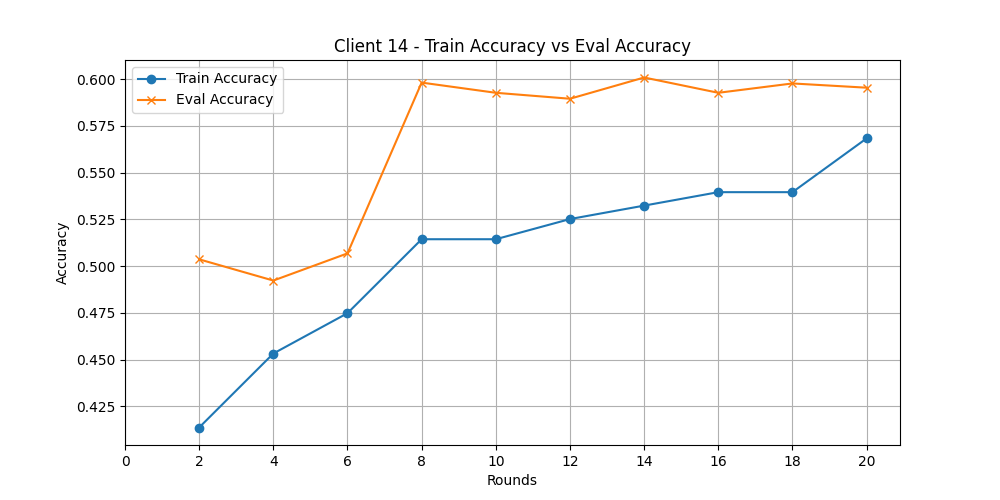 Client 14 - Train Accuracy vs Eval Accuracy
Train Accuracy
Eval Accuracy
Accuracy
0.600
0.575
0.550
0.525
0.500
0.475
0.450
0.425
0 2 4 6 8 10 12 14 16 18 20
Rounds